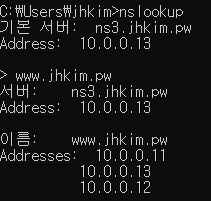 C:₩Users₩jhkim>nslookup
기본 서버:  ns3.jhkim.pw
Address:  10.0.0.13
> www.jhkim.pw
서버:    ns3.jhkim.pw
Address:  10.0.0.13
이름:    www.jhkim.pw
Addresses:  10.0.0.11
10.0.0.13
10.0.0.12